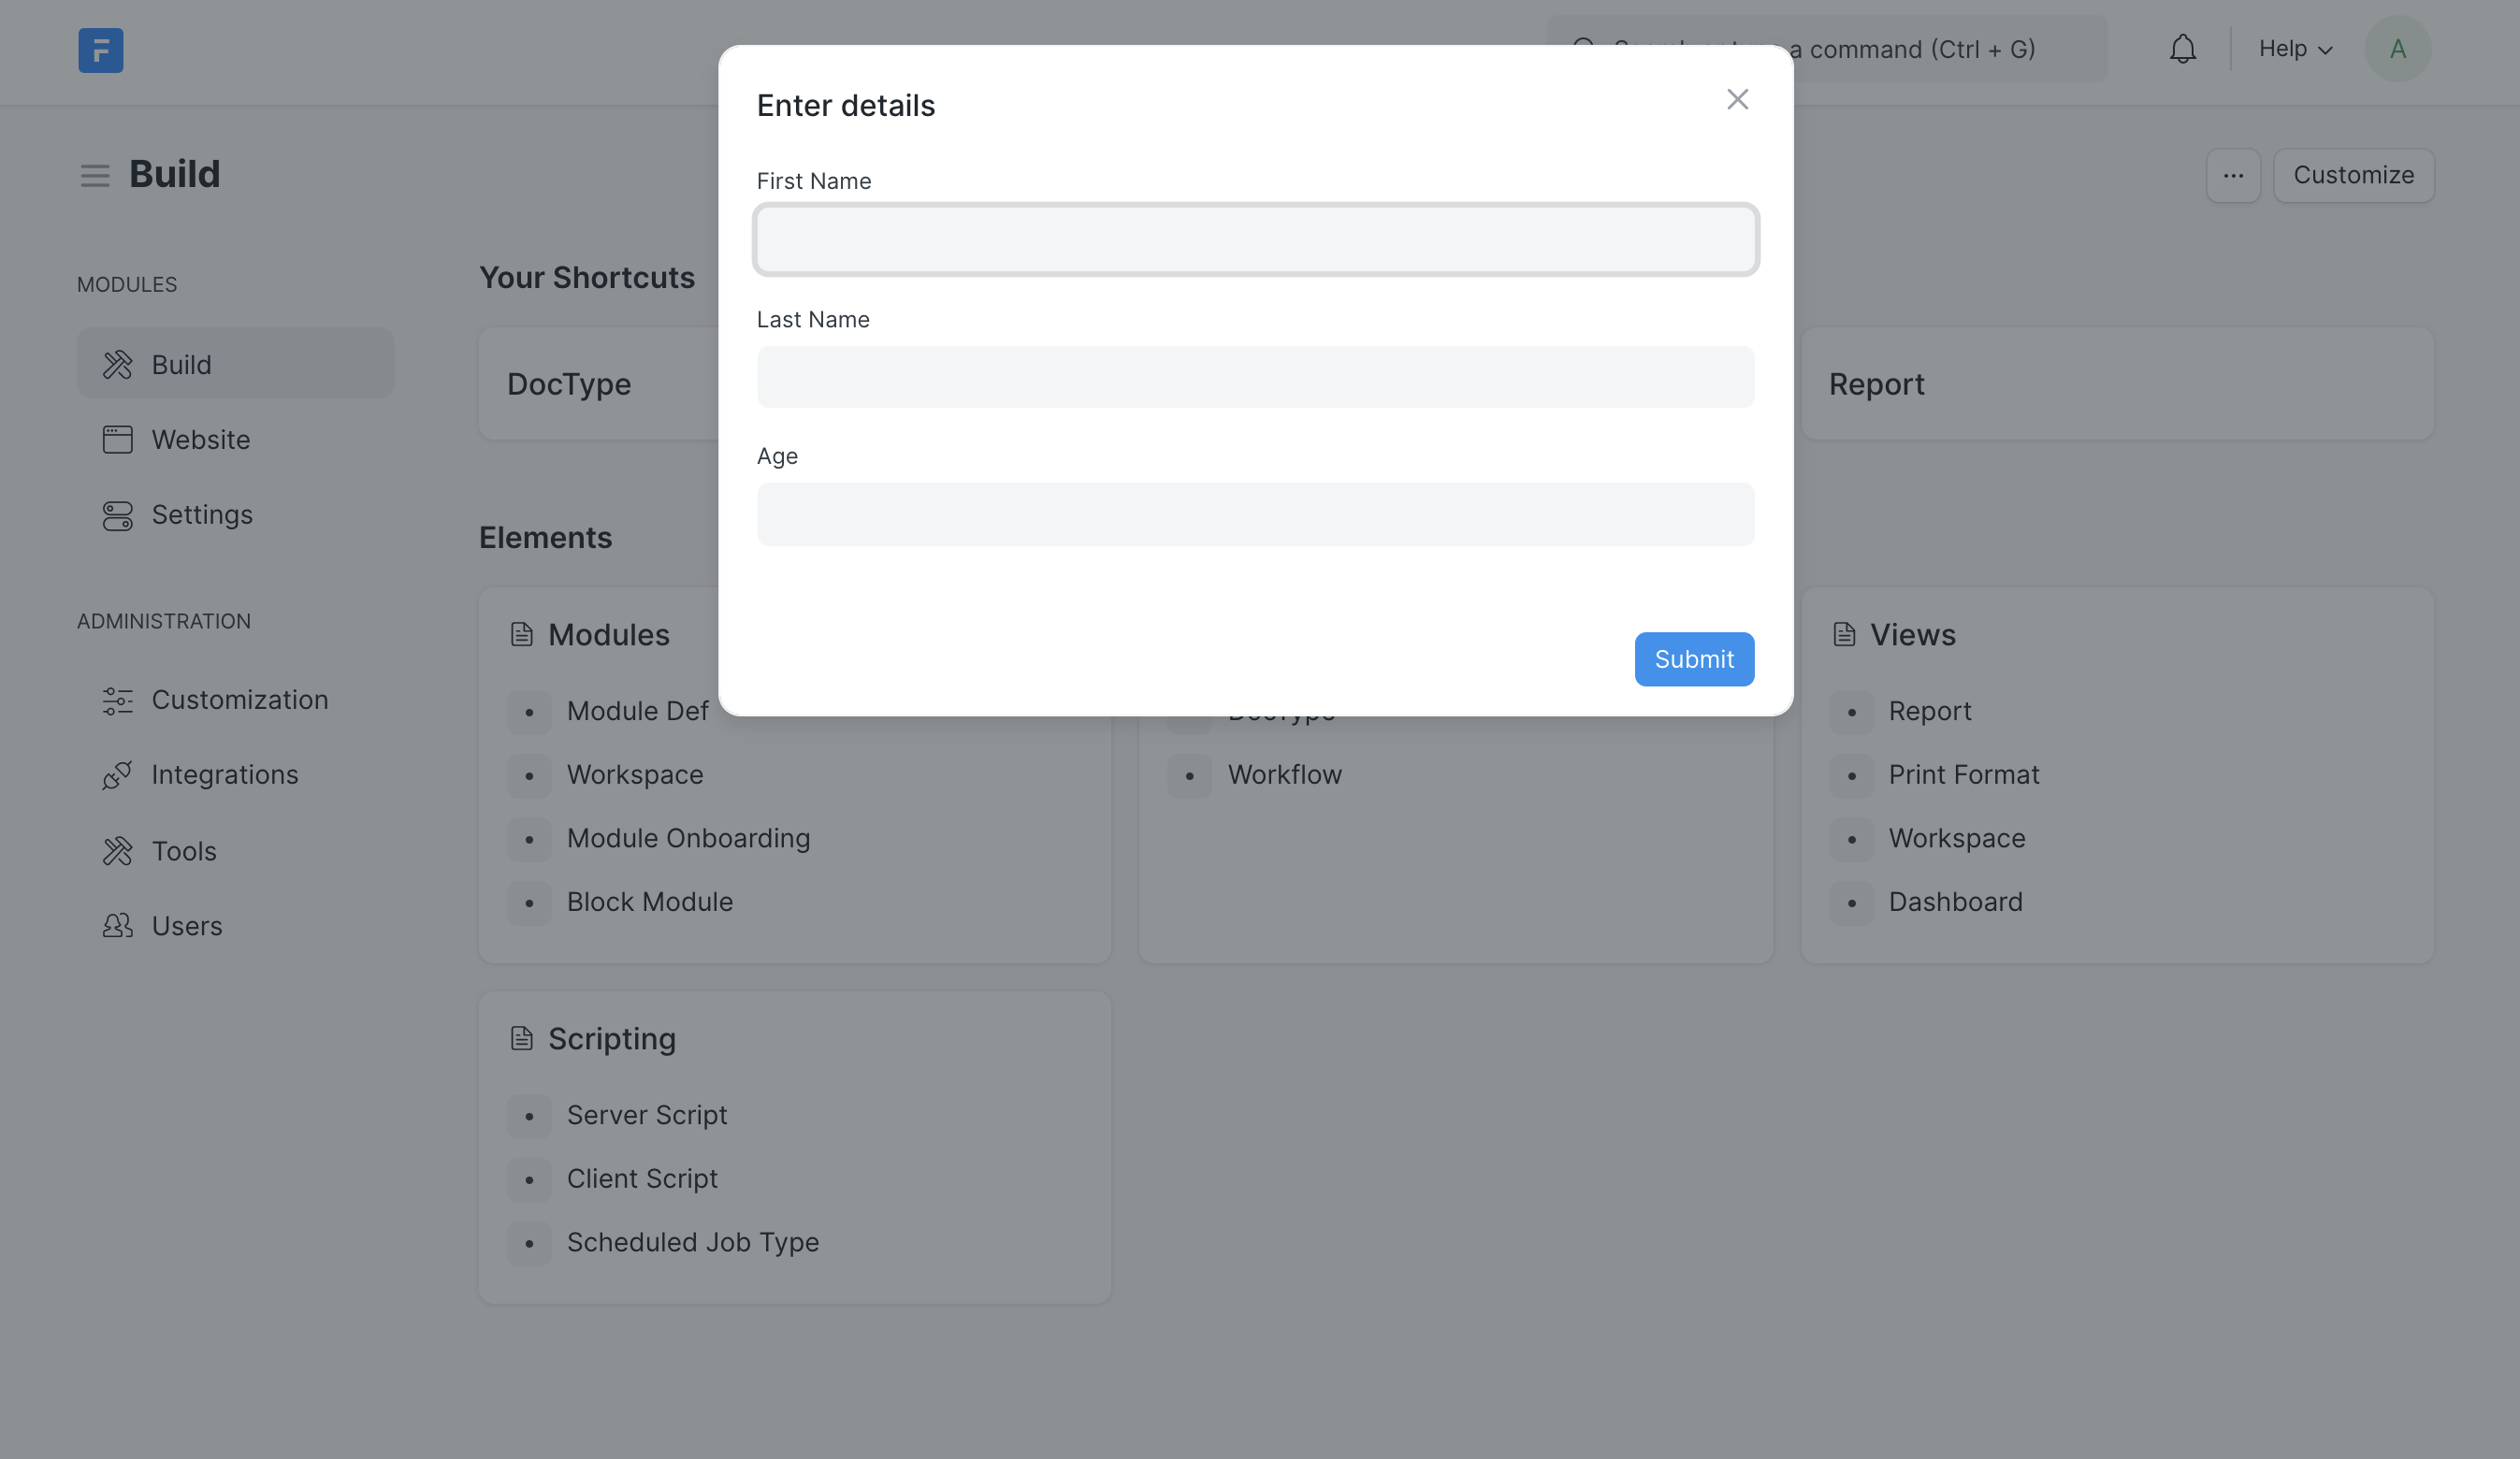 F
a command (Ctrl + G)
Help
A
Enter details
First Name
Last Name
Age
Submit
Build
...
Customize
MODULES
Build
Website
Settings
ADMINISTRATION
Customization
Integrations
Tools
Users
Your Shortcuts
DocType
Report
Elements
Modules
Module Def
Workspace
Module Onboarding
Block Module
DocType
Workflow
Views
Report
Print Format
Workspace
Dashboard
Scripting
Server Script
Client Script
Scheduled Job Type